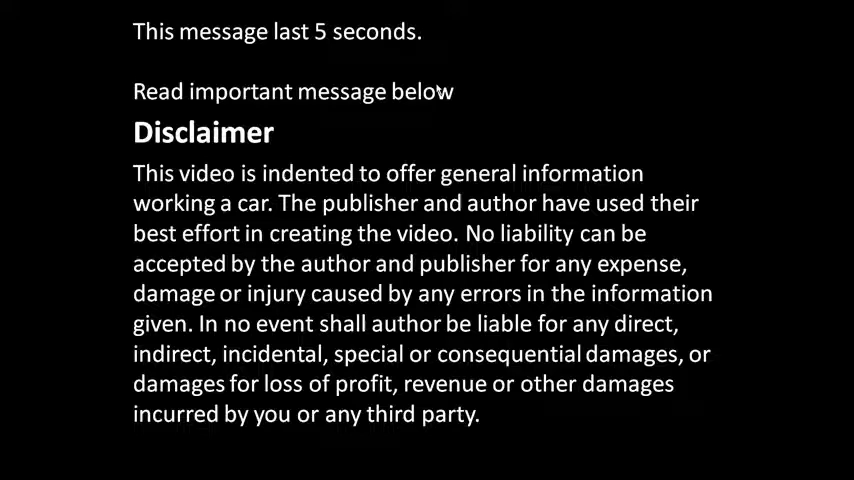 This message last 5 seconds.
Read important message below
Disclaimer
This video is indented to offer general information
working a car. The publisher and author have used their
best effort in creating the video. No liability can be
accepted by the author and publisher for any expense,
damage or injury caused by any errors in the information
given. In no event shall author be liable for any direct,
indirect, incidental, special or consequential damages, or
damages for loss of profit, revenue or other damages
incurred by you or any third party.